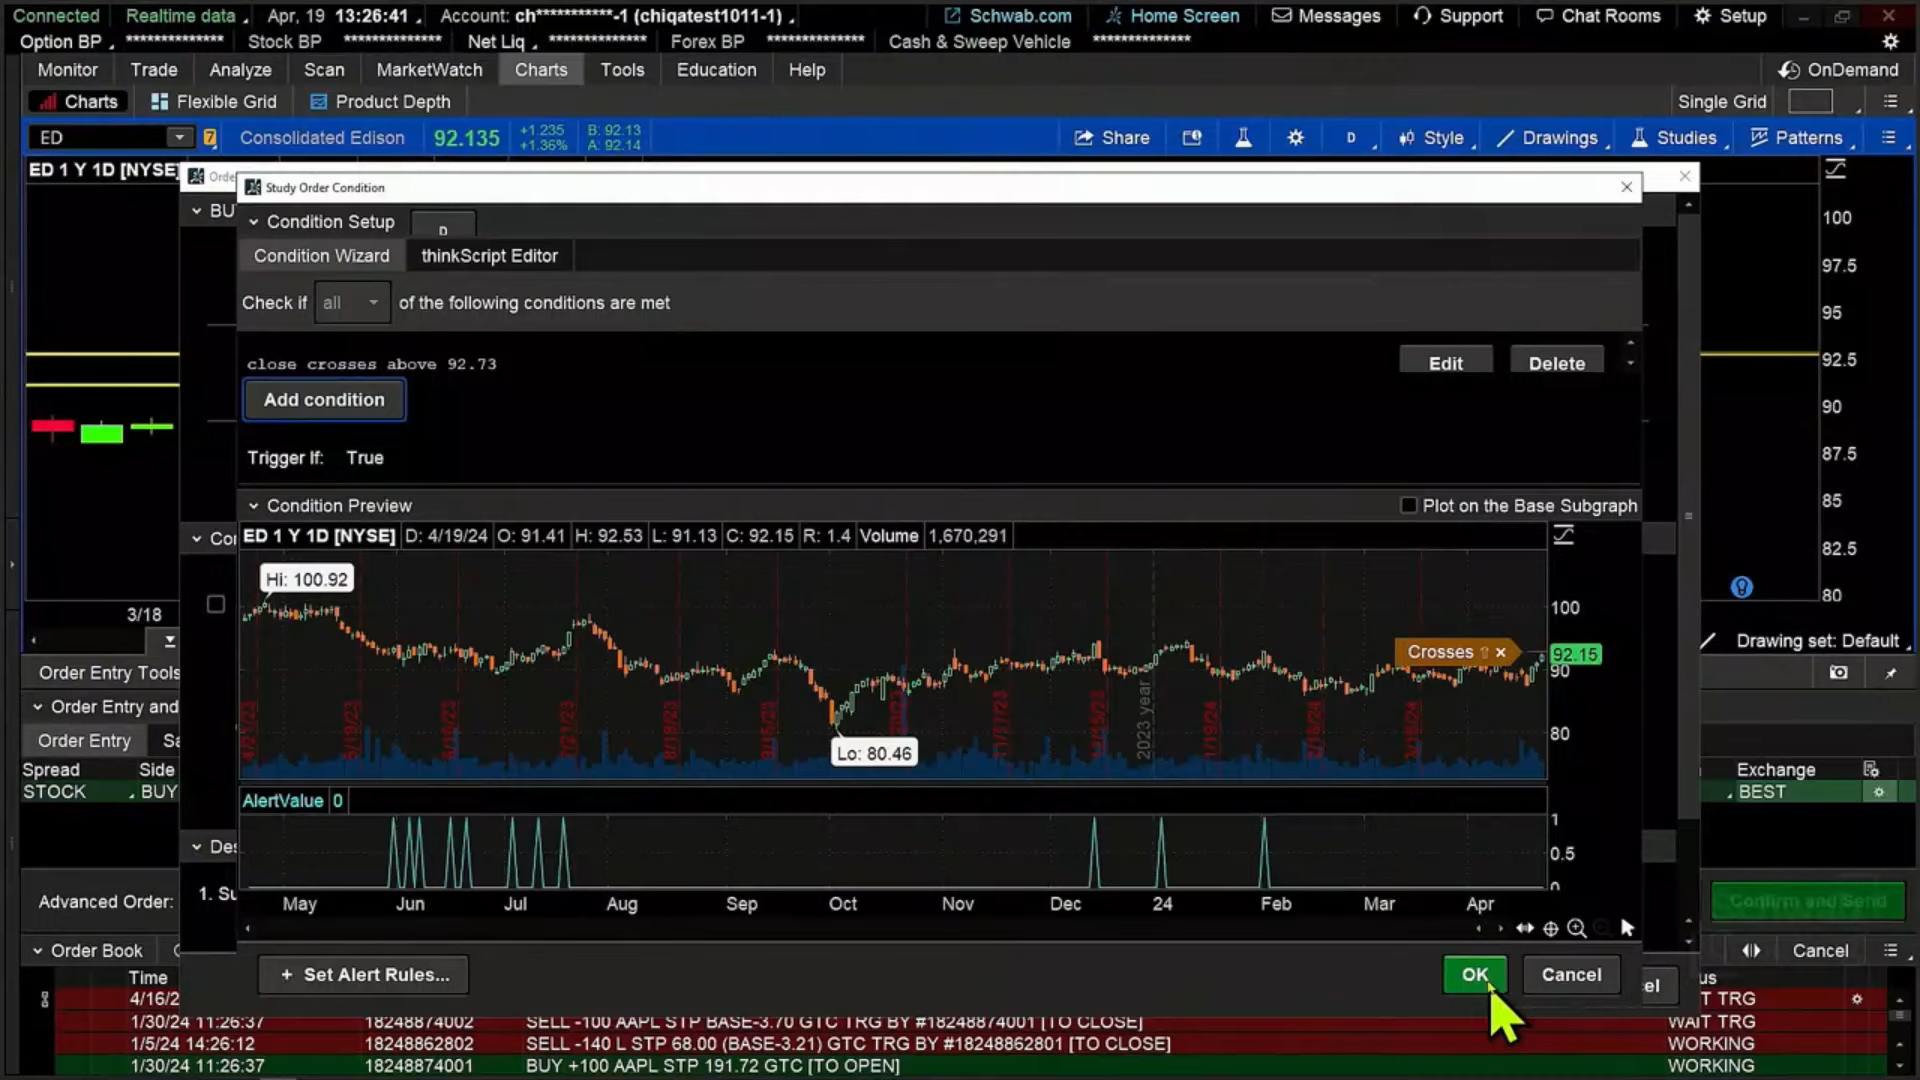 Connected Realtime data Apr, 19 13:26:41 Account: ch***********-1 (chiqatest1011-1) Schwab.com Home Screen Messages Support Chat Rooms Setup
Option BP ************** Stock BP ************** Net Liq ************** Forex BP ************** Cash & Sweep Vehicle **************
Monitor Trade Analyze Scan MarketWatch Charts Tools Education Help OnDemand
Charts Flexible Grid Product Depth Single Grid
ED 7 Consolidated Edison 92.135 +1.235 B: 92.13 Share D Style Drawings Studies Patterns
+1.36% A: 92.14
ED 1 Y 1D [NYSE]
Study Order Condition
Condition Setup D
Condition Wizard thinkScript Editor
Check if all of the following conditions are met
close crosses above 92.73 Edit Delete
Add condition
Trigger If: True
Condition Preview Plot on the Base Subgraph
ED 1 Y 1D [NYSE] D: 4/19/24 O: 91.41 H: 92.53 L: 91.13 C: 92.15 R: 1.4 Volume 1,670,291
Hi: 100.92
100
Crosses 92.15
90
Lo: 80.46
80
2023 year
AlertValue 0
1
0.5
0
May Jun Jul Aug Sep Oct Nov Dec 24 Feb Mar Apr
Set Alert Rules... OK Cancel
100
97.5
95
92.5
90
87.5
85
82.5
80
3/18
Drawing set: Default
Order Entry Tools
Order Entry and
Order Entry
Spread Side Exchange
STOCK BUY BEST
1. Su
Advanced Order: Confirm and Send
Order Book Cancel
Time
4/16/2 T TRG
1/30/24 11:26:37 18248874002 SELL -100 AAPL STP BASE-3.70 GTC TRG BY #18248874001 [TO CLOSE] WAIT TRG
1/5/24 14:26:12 18248862802 SELL -140 L STP 68.00 (BASE-3.21) GTC TRG BY #18248862801 [TO CLOSE] WORKING
1/30/24 11:26:37 18248874001 BUY +100 AAPL STP 191.72 GTC [TO OPEN] WORKING